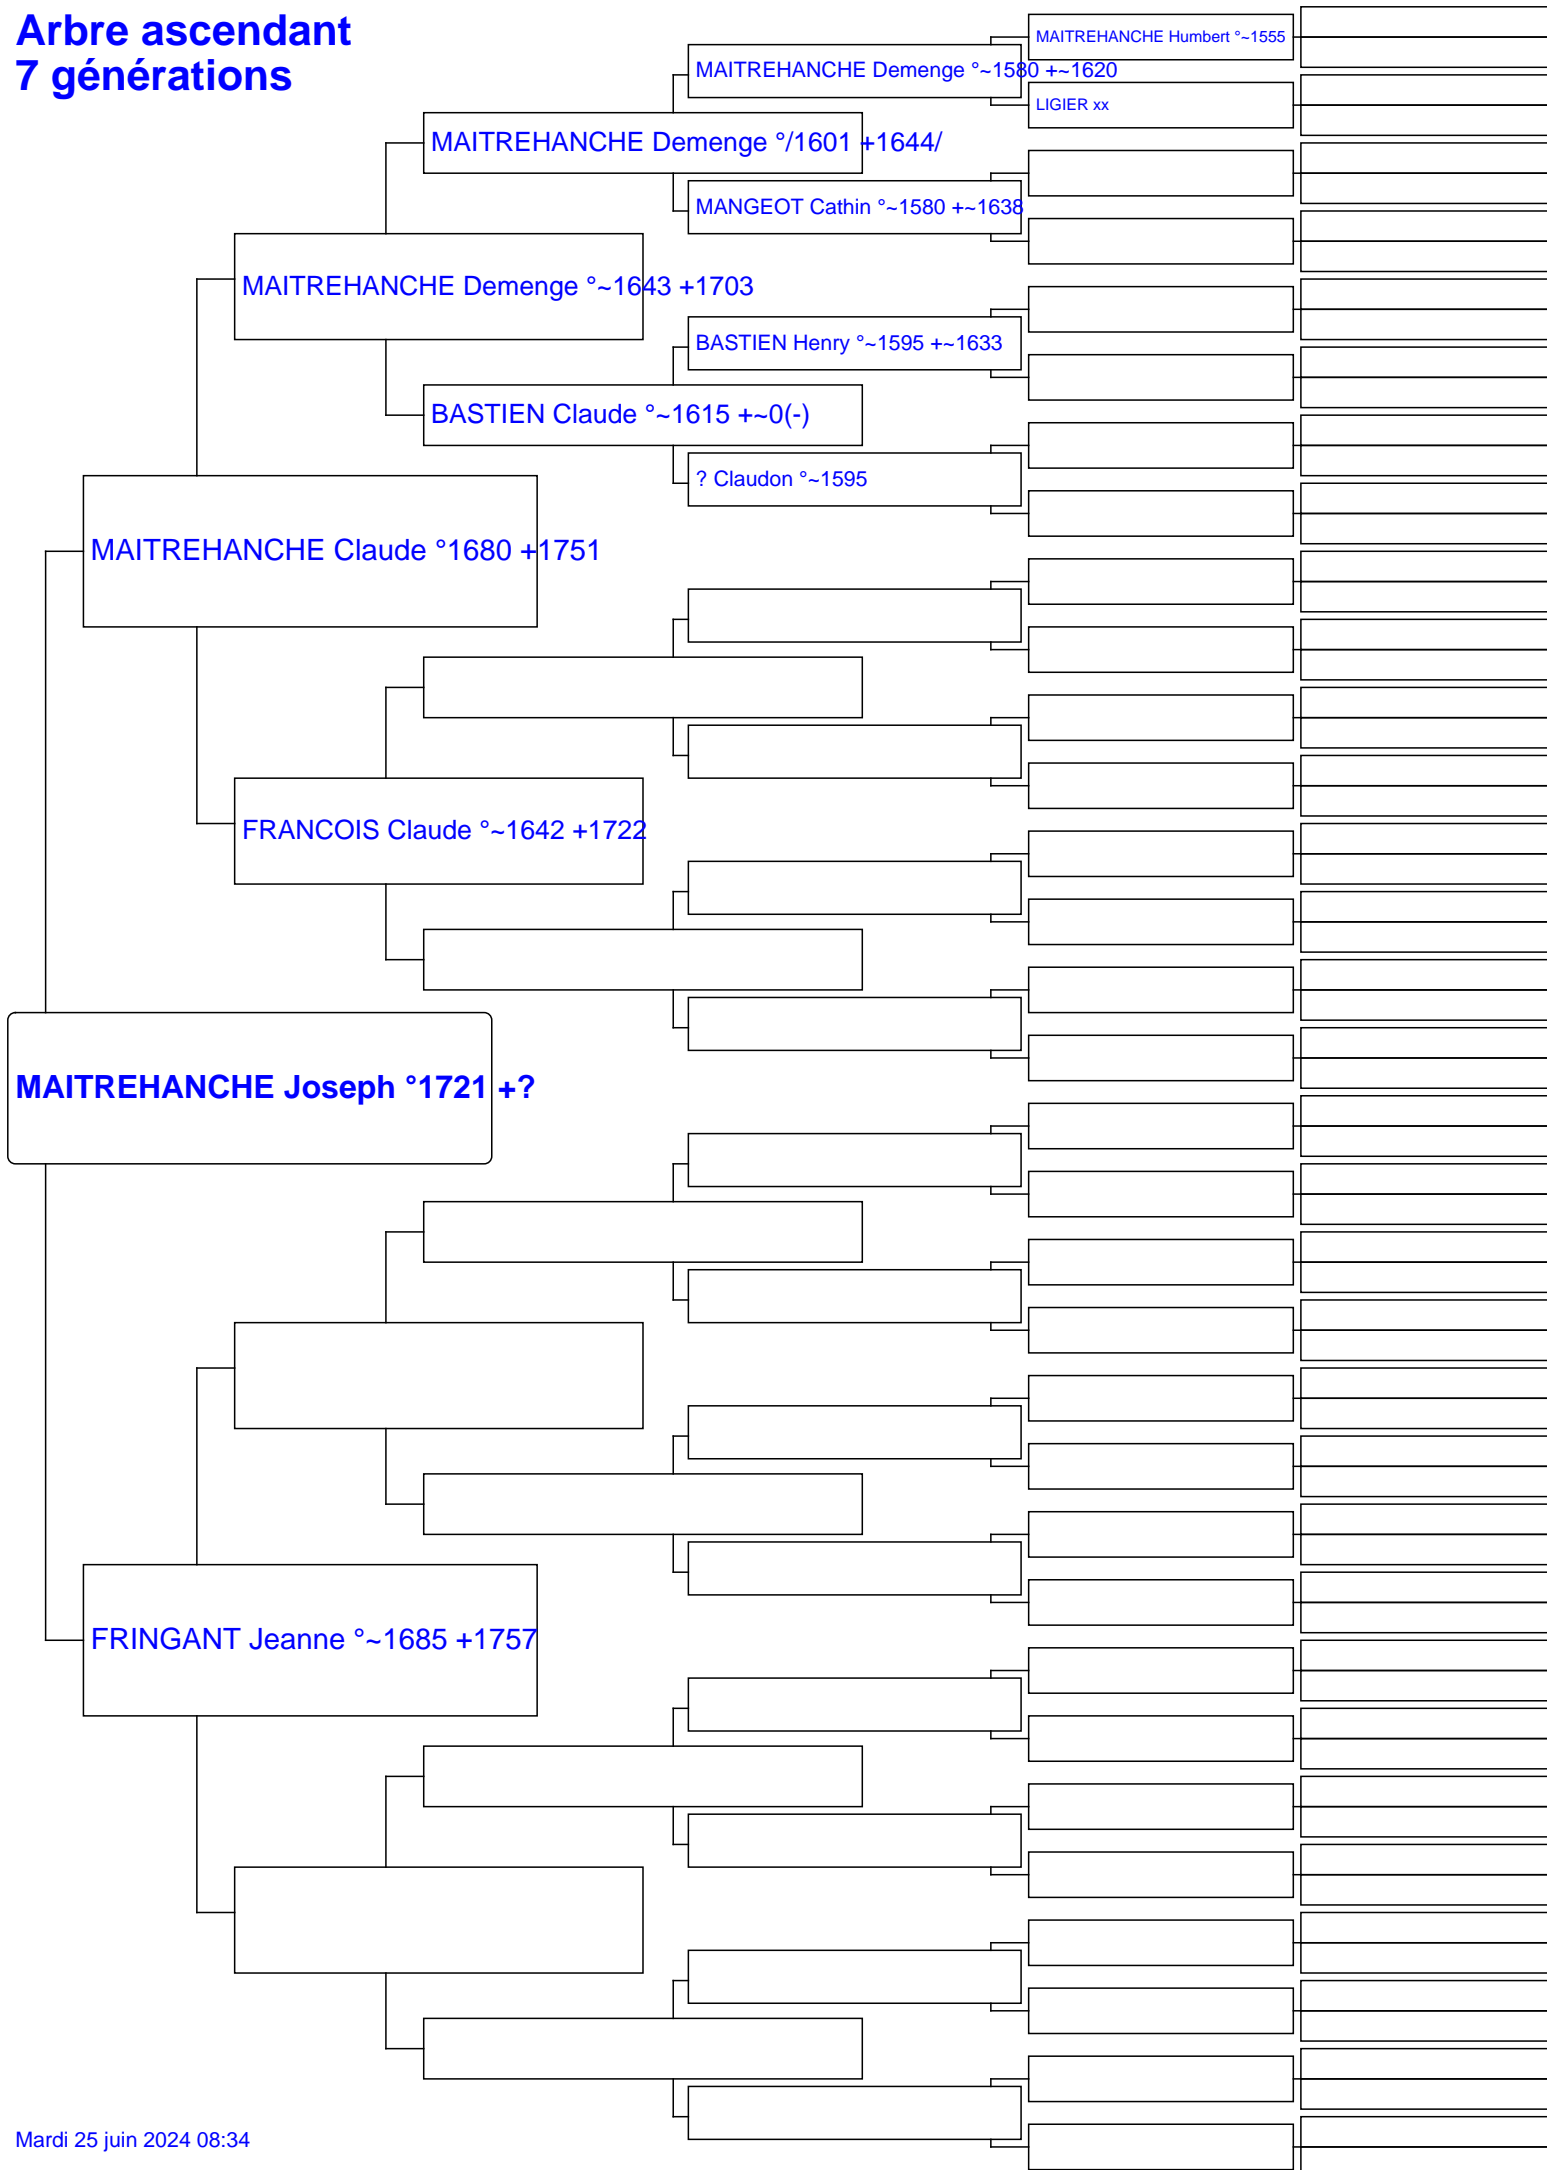 Arbre ascendant
7 générations
MAITREHANCHE Humbert °~1555
MAITREHANCHE Demenge °~1580 +~1620
LIGIER xx
MAITREHANCHE Demenge °/1601 +1644/
MANGEOT Cathin °~1580 +~1638
MAITREHANCHE Demenge °~1643 +1703
BASTIEN Henry °~1595 +~1633
BASTIEN Claude °~1615 +~0(-)
? Claudon °~1595
MAITREHANCHE Claude °1680 +1751
FRANCOIS Claude °~1642 +1722
MAITREHANCHE Joseph °1721 +?
FRINGANT Jeanne °~1685 +1757
Mardi 25 juin 2024 08:34